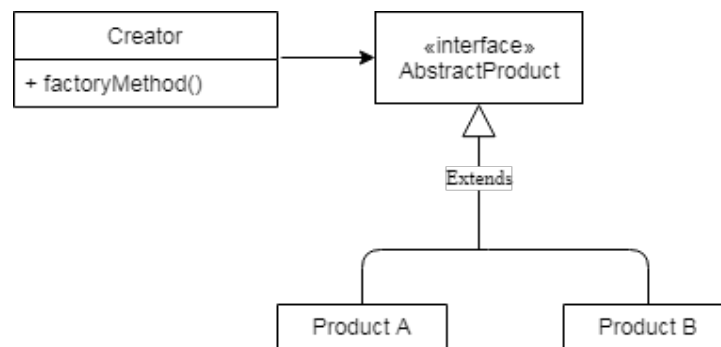 Creator
+ factoryMethod()
«interface»
AbstractProduct
Extends
Product A
Product B